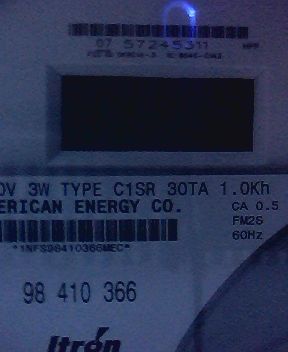 07 57245311
0V 3W TYPE C1SR 30TA 1.0Kh
ERICAN ENERGY CO.
CA 0.5
FM2S
60Hz
*1NFS98410366MEC*
98 410 366
Itron